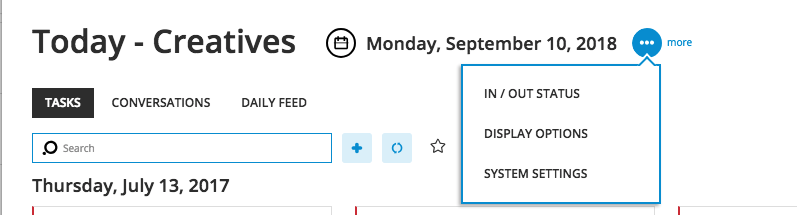 Today - Creatives Monday, September 10, 2018 more
IN / OUT STATUS
TASKS CONVERSATIONS DAILY FEED
DISPLAY OPTIONS
Search
SYSTEM SETTINGS
Thursday, July 13, 2017